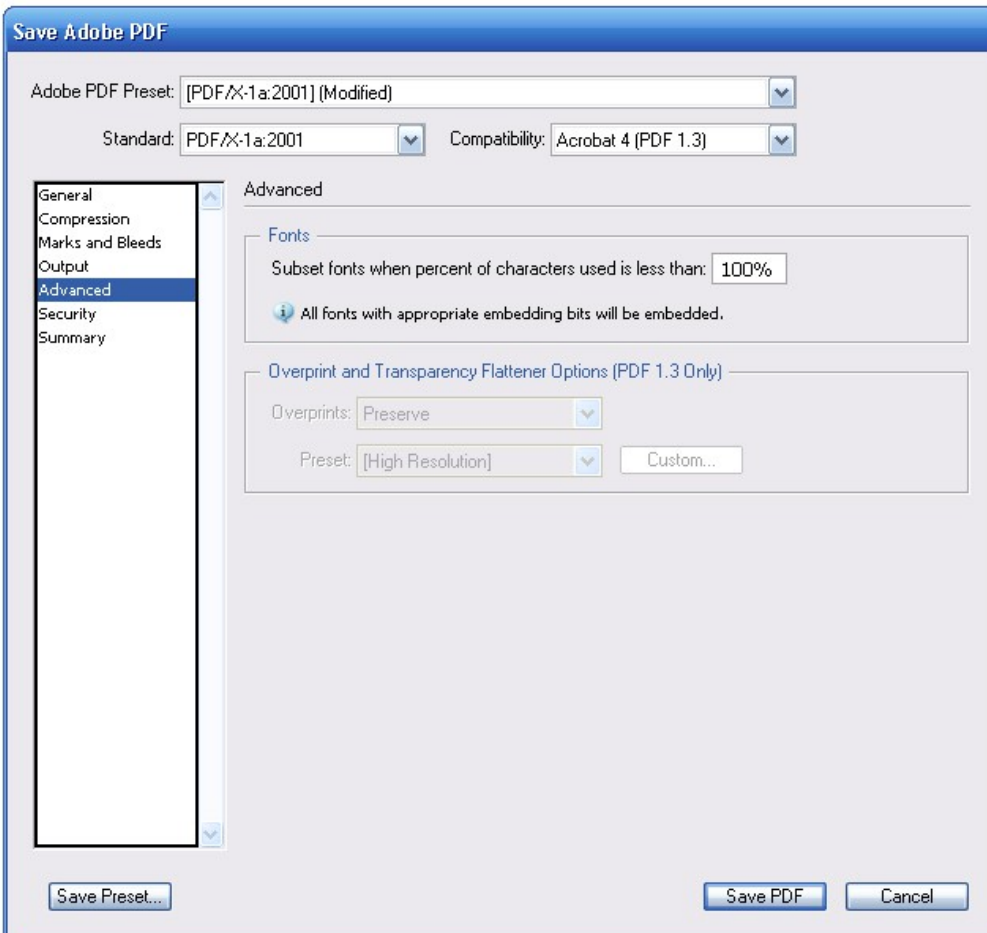 Save Adobe PDF
Adobe PDF Preset: [PDF/X-1a:2001] (Modified)
Standard: PDF/X-1a:2001 Compatibility: Acrobat 4 (PDF 1.3)
General
Compression
Marks and Bleeds
Output
Advanced
Security
Summary
Advanced
Fonts
Subset fonts when percent of characters used is less than: 100%
All fonts with appropriate embedding bits will be embedded.
Overprint and Transparency Flattener Options (PDF 1.3 Only)
Overprints: Preserve
Preset: [High Resolution] Custom...
Save Preset... Save PDF Cancel